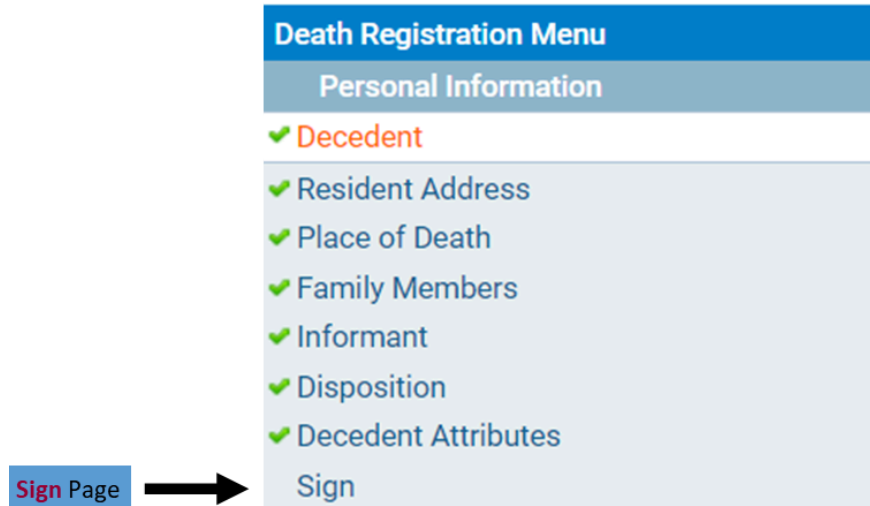 Death Registration Menu
Personal Information
Decedent
Resident Address
Place of Death
Family Members
Informant
Disposition
Decedent Attributes
Sign Page
Sign